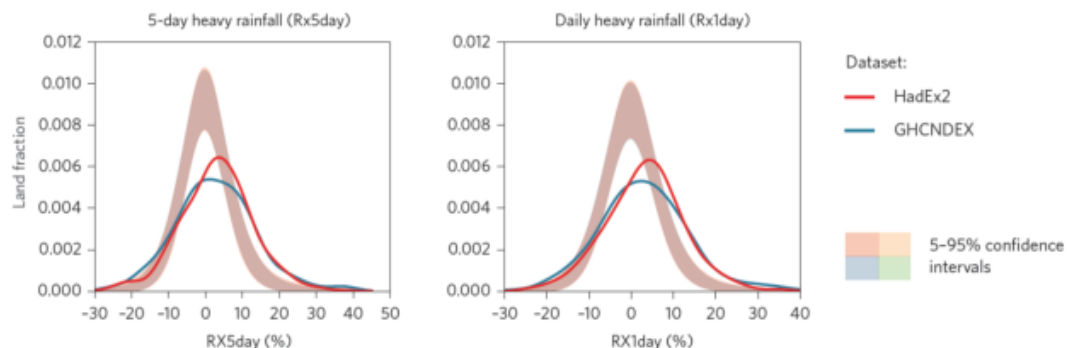 5-day heavy rainfall (Rx5day)
Daily heavy rainfall (Rx1day)
0.012
0.010
0.008
0.006
0.004
0.002
0.000
Land fraction
-30 -20 -10 0 10 20 30 40 50
RX5day (%)
0.012
0.010
0.008
0.006
0.004
0.002
0.000
-30 -20 -10 0 10 20 30 40
RX1day (%)
Dataset:
HadEx2
GHCNDEX
5–95% confidence
intervals